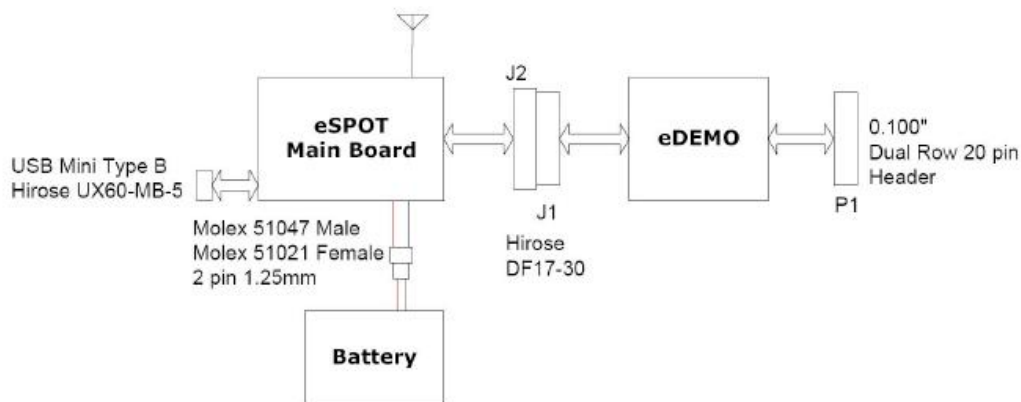 J2
eSPOT
Main Board
eDEMO
0.100"
Dual Row 20 pin
Header
USB Mini Type B
Hirose UX60-MB-5
J1
P1
Molex 51047 Male
Molex 51021 Female
2 pin 1.25mm
Hirose
DF17-30
Battery